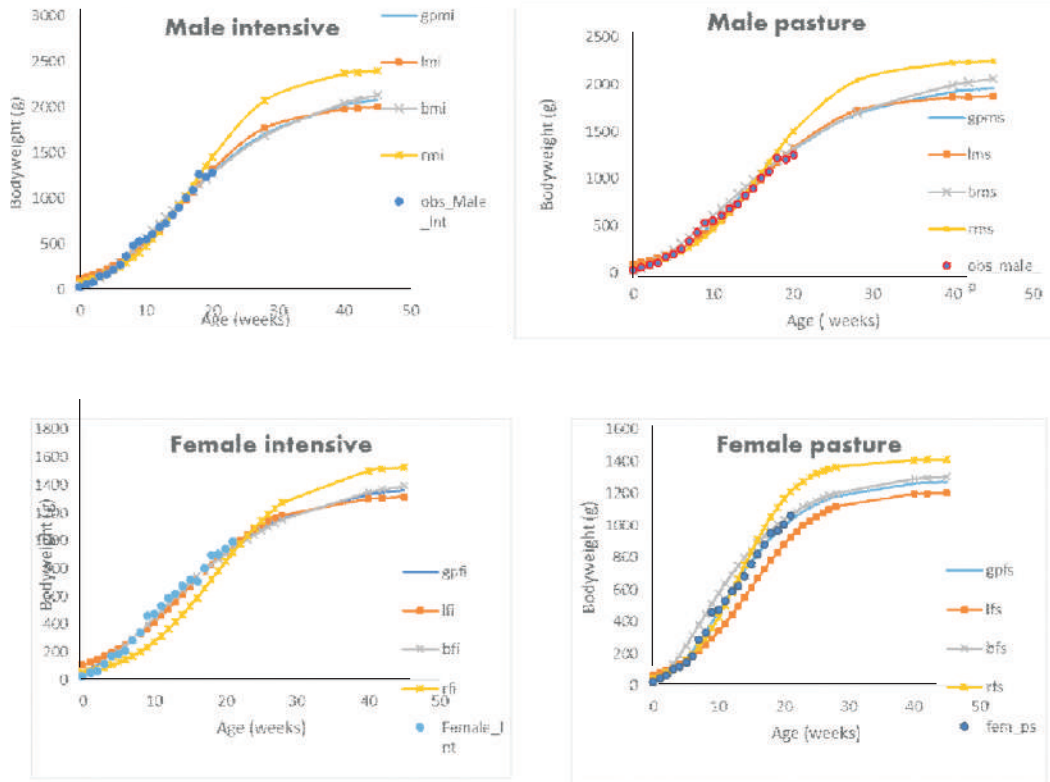 Male intensive
3000
2500
2000
1500
1000
500
0
Bodyweight (g)
0 10 20 30 40 50
Age (weeks)
gpmi
lmi
bmi
rmi
obs_Male
_Int
Male pasture
2500
2000
1500
1000
500
0
Bodyweight (g)
0 10 20 30 40 50
Age ( weeks)
gpms
lms
bms
rms
obs_male_
p
Female intensive
1800
1600
1400
1200
1000
800
600
400
200
0
Bodyweight (g)
0 10 20 30 40 50
Age (weeks)
gpfi
lfi
bfi
rfi
Female_I
nt
Female pasture
1600
1400
1200
1000
800
600
400
200
0
Bodyweight (g)
0 10 20 30 40 50
Age (weeks)
gpfs
lfs
bfs
rfs
fem_ps